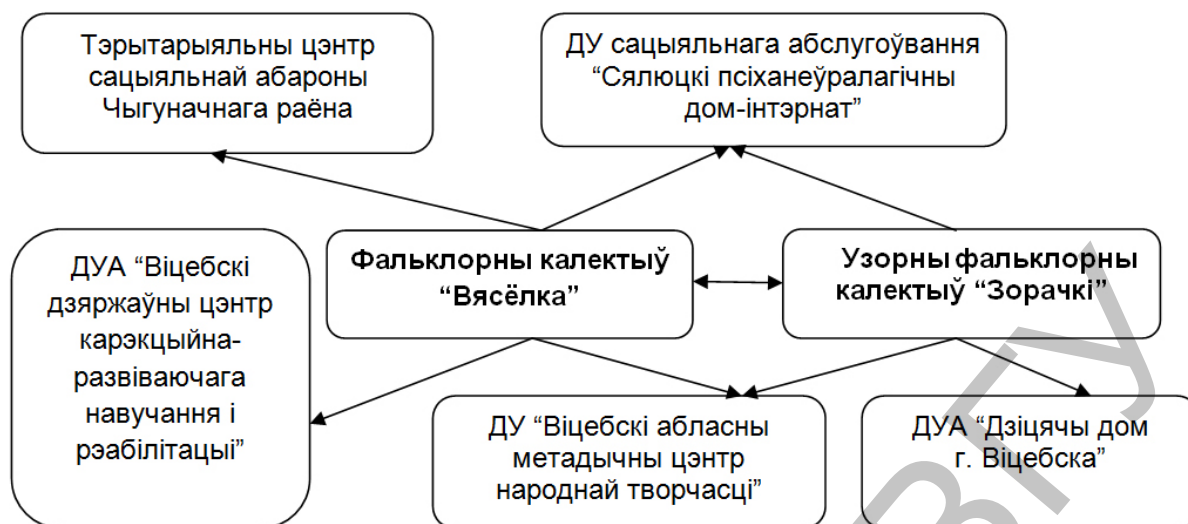 Тэрытарыяльны цэнтр
сацыяльнай абароны
Чыгуначнага раёна
ДУ сацыяльнага абслугоўвання
“Сялюцкі псіханеўралагічны
дом-інтэрнат”
ДУА “Віцебскі
дзяржаўны цэнтр
карэкцыйна-
развіваючага
навучання і
рэабілітацыі”
Фальклорны калектыў
“Вясёлка”
Узорны фальклорны
калектыў “Зорачкі”
ДУ “Віцебскі абласны
метадычны цэнтр
народнай творчасці”
ДУА “Дзіцячы дом
г. Віцебска”
ВГУ